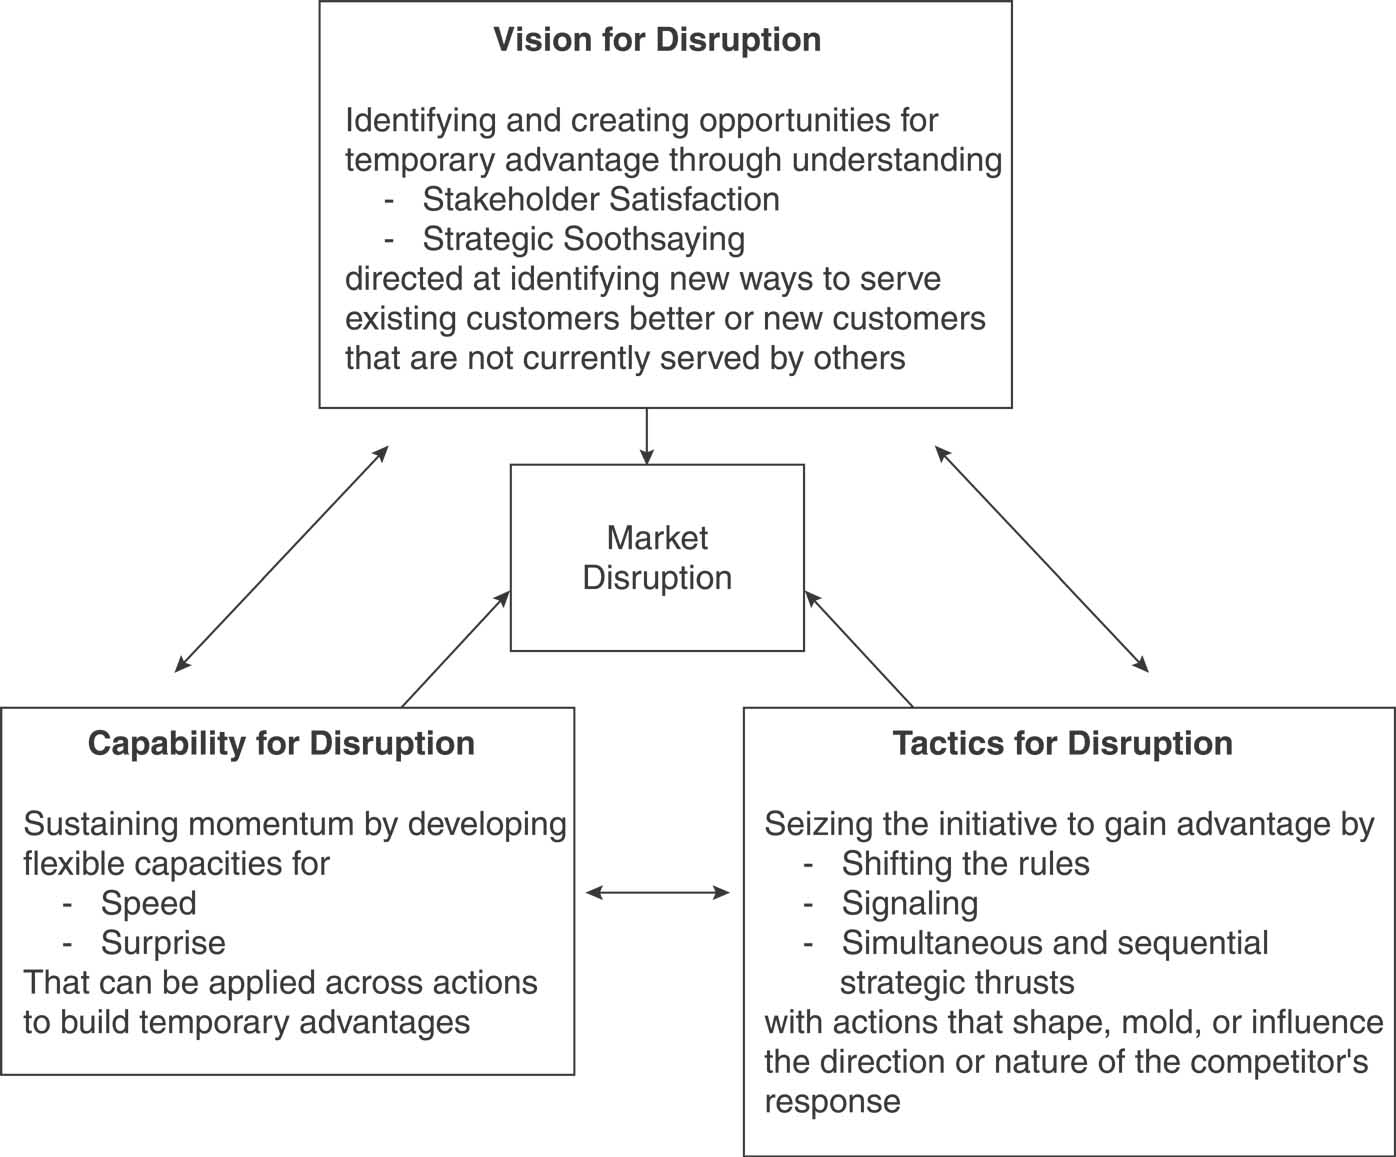 Vision for Disruption
Identifying and creating opportunities for
temporary advantage through understanding
- Stakeholder Satisfaction
- Strategic Soothsaying
directed at identifying new ways to serve
existing customers better or new customers
that are not currently served by others
Market
Disruption
Capability for Disruption
Sustaining momentum by developing
flexible capacities for
- Speed
- Surprise
That can be applied across actions
to build temporary advantages
Tactics for Disruption
Seizing the initiative to gain advantage by
- Shifting the rules
- Signaling
- Simultaneous and sequential
strategic thrusts
with actions that shape, mold, or influence
the direction or nature of the competitor's
response